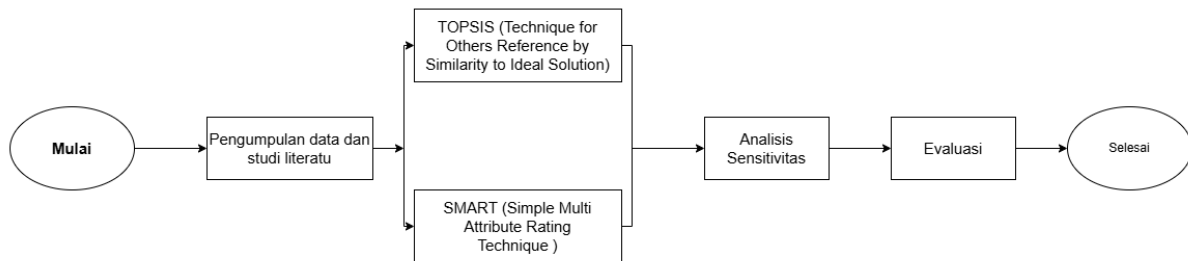 Mulai
Pengumpulan data dan
studi literatu
TOPSIS (Technique for
Others Reference by
Similarity to Ideal Solution)
SMART (Simple Multi
Attribute Rating
Technique )
Analisis
Sensitivitas
Evaluasi
Selesai